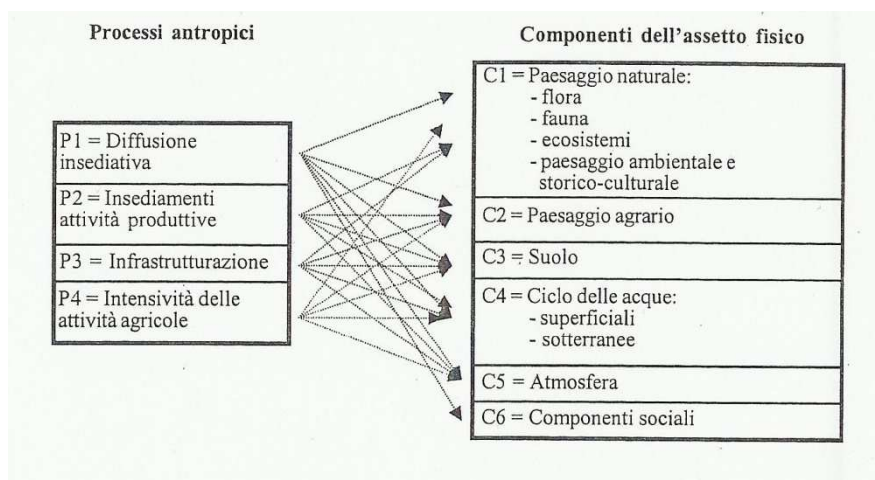 Processi antropici
Componenti dell'assetto fisico
P1 = Diffusione
insediativa
P2 = Insediamenti
attività produttive
P3 = Infrastrutturazione
P4 = Intensività delle
attività agricole
C1 = Paesaggio naturale:
- flora
- fauna
- ecosistemi
- paesaggio ambientale e
storico-culturale
C2 = Paesaggio agrario
C3 = Suolo
C4 = Ciclo delle acque:
- superficiali
- sotterranee
C5 = Atmosfera
C6 = Componenti sociali